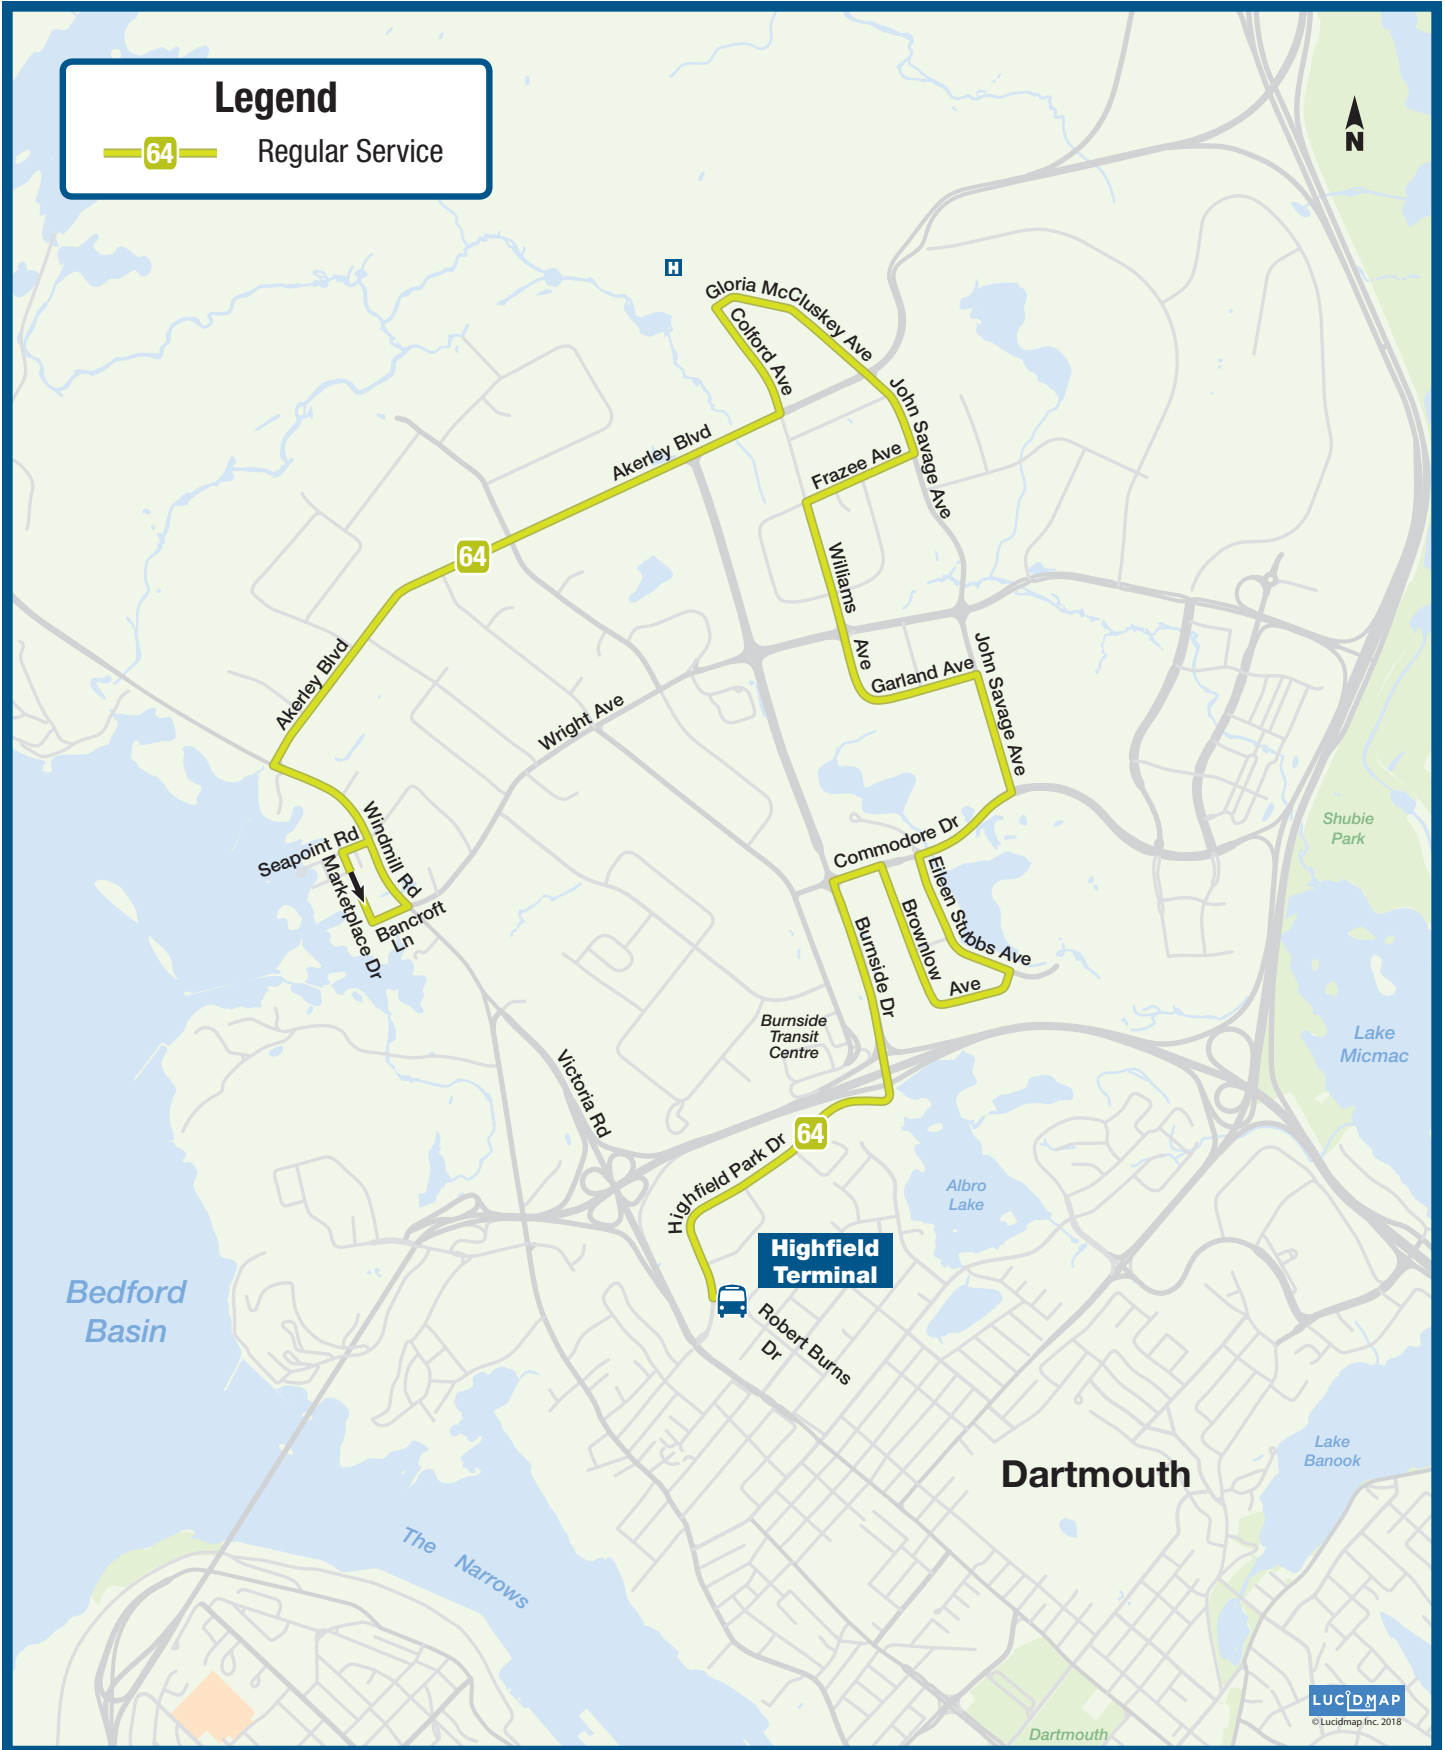 Legend
64
Regular Service
N
H
Gloria McCluskey Ave
Colford Ave
John Savage Ave
Akerley Blvd
Frazee Ave
64
Williams
Ave
Garland Ave
John Savage Ave
Akerley Blvd
Wright Ave
Windmill Rd
Seapoint Rd
Marketplace Dr
Bancroft
Ln
Commodore Dr
Eileen Stubbs Ave
Brownlow
Ave
Burnside Dr
Shubie
Park
Burnside
Transit
Centre
Lake
Micmac
Victoria Rd
64
Highfield Park Dr
Albro
Lake
Highfield
Terminal
Robert Burns
Dr
Bedford
Basin
Lake
Banook
Dartmouth
The Narrows
LUCIDMAP
© Lucidmap Inc. 2018
Dartmouth